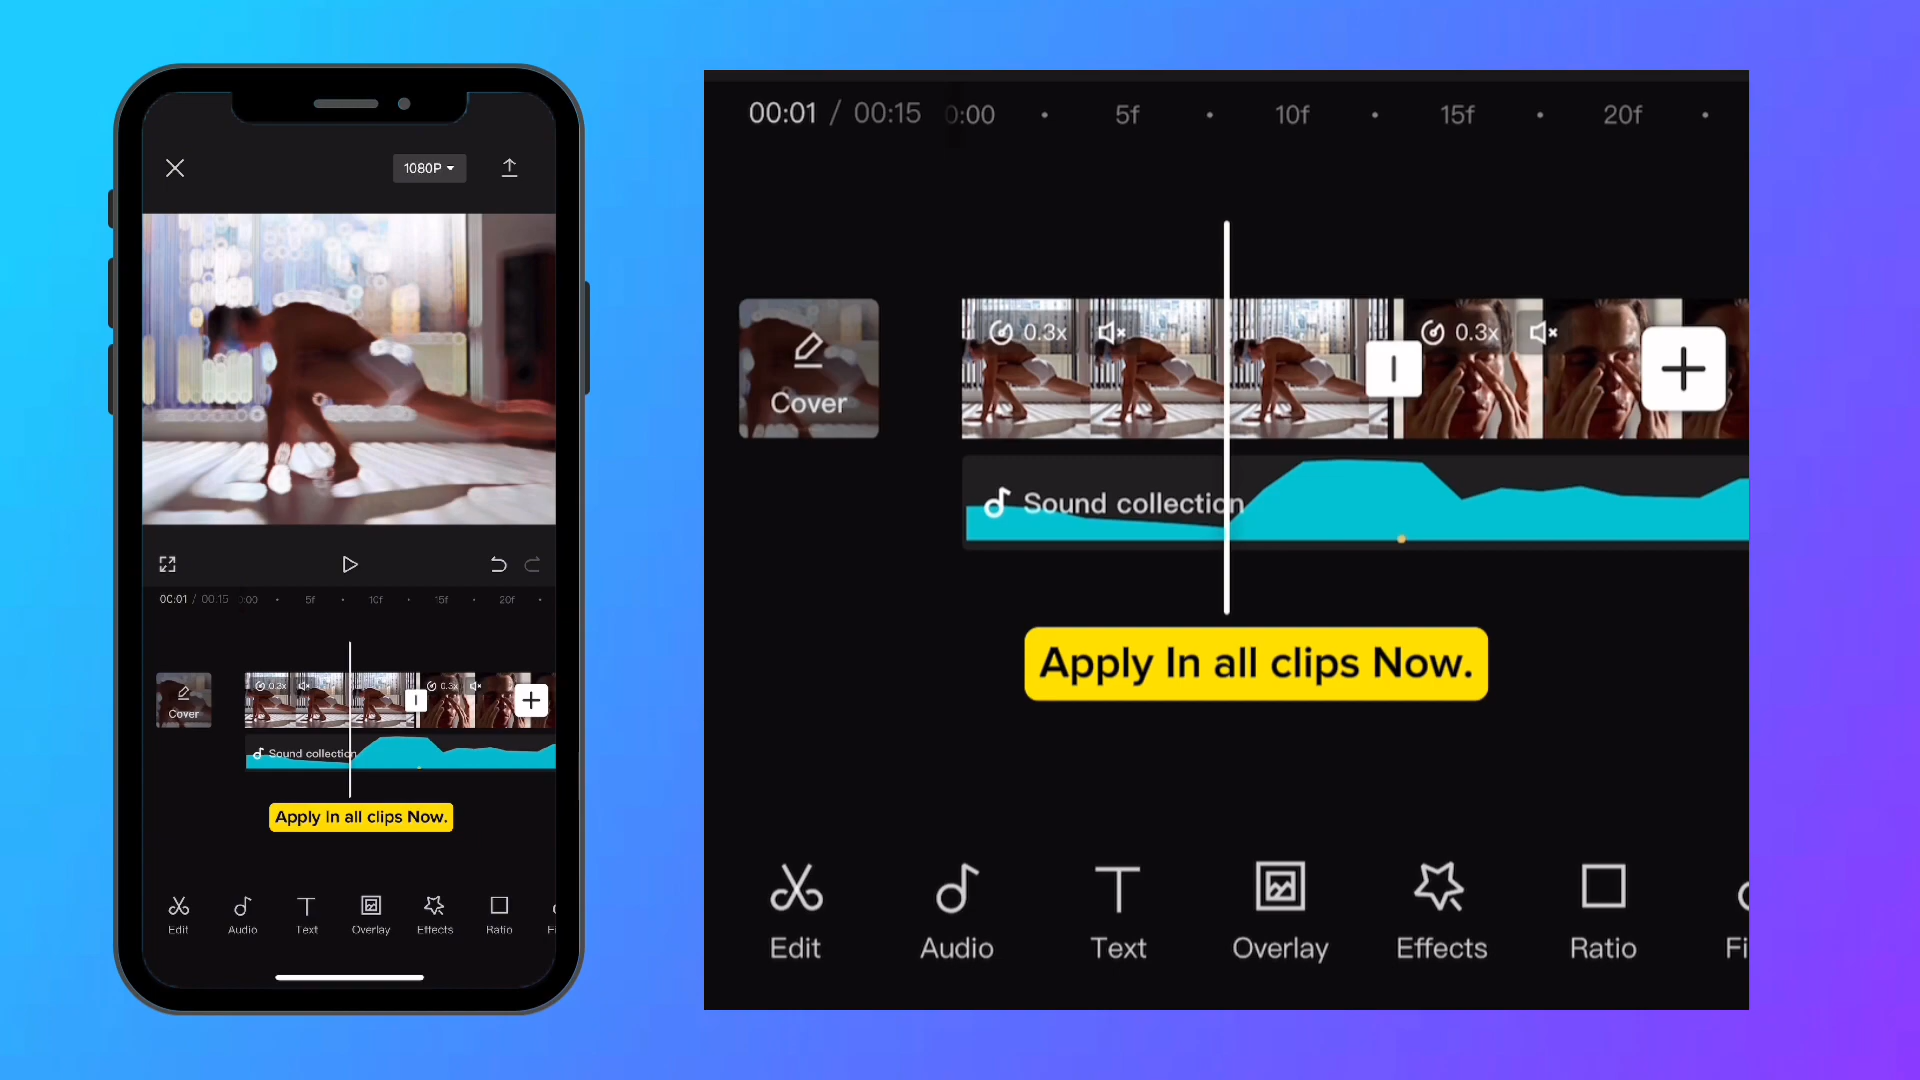 1080P
00:01 / 00:15 0:00 5f 10f 15f 20f
0.3x 0.3x
Cover
Sound collection
Apply In all clips Now.
Edit Audio Text Overlay Effects Ratio Fi
00:01 / 00:15 0:00 5f 10f 15f 20f
0.3x 0.3x
Cover
Sound collection
Apply In all clips Now.
Edit Audio Text Overlay Effects Ratio Fi